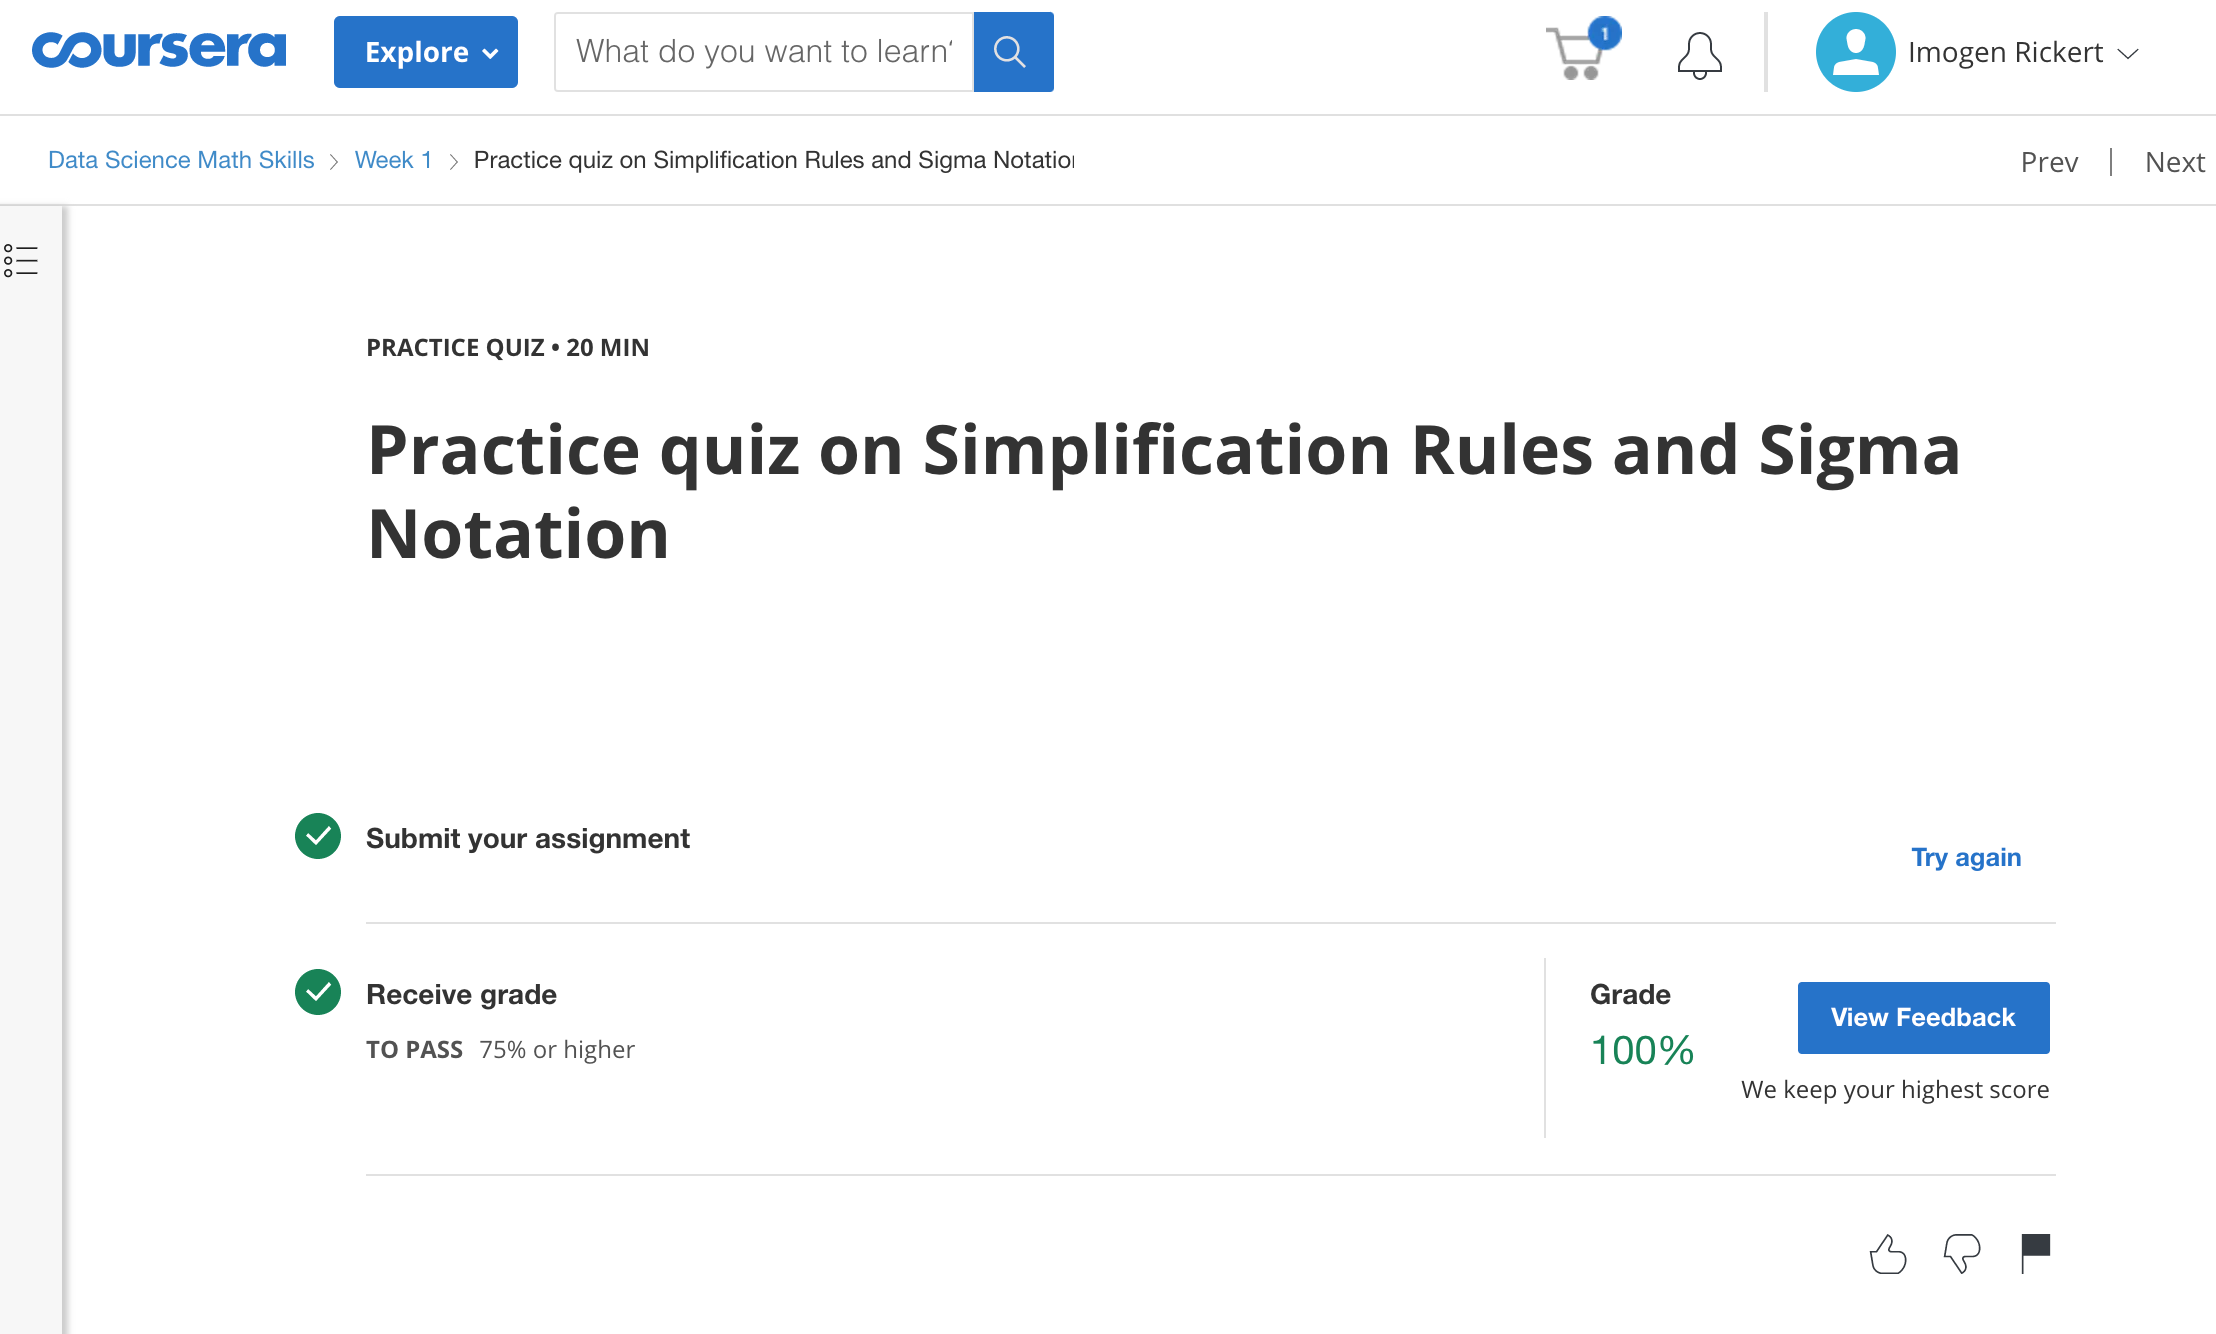 coursera
Explore
What do you want to learn?
1
Imogen Rickert
Data Science Math Skills
Week 1
Practice quiz on Simplification Rules and Sigma Notation
Prev | Next
PRACTICE QUIZ • 20 MIN
Practice quiz on Simplification Rules and Sigma
Notation
Submit your assignment
Try again
Receive grade
TO PASS 75% or higher
Grade
100%
View Feedback
We keep your highest score